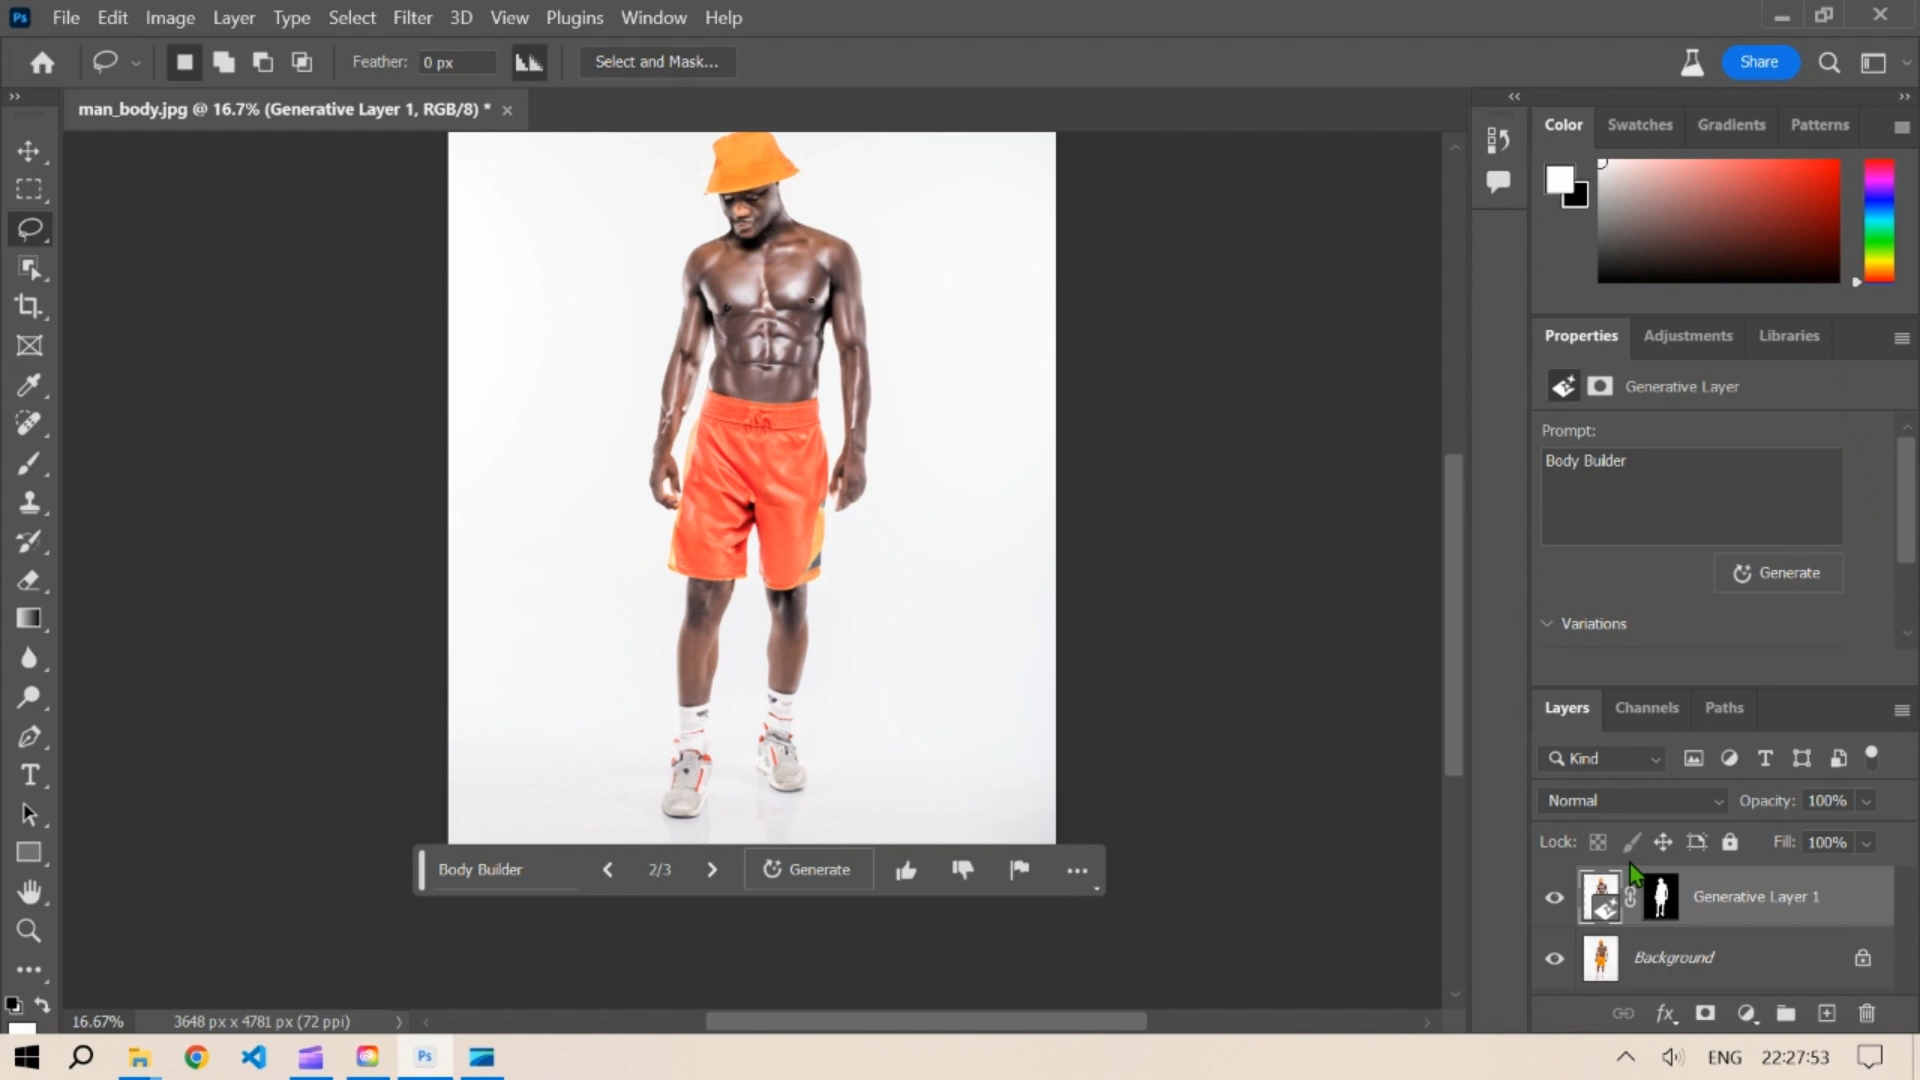 Ps File Edit Image Layer Type Select Filter 3D View Plugins Window Help
Feather: 0 px Select and Mask... Share
man_body.jpg @ 16.7% (Generative Layer 1, RGB/8) *
Color Swatches Gradients Patterns
Properties Adjustments Libraries
Generative Layer
Prompt:
Body Builder
Generate
Variations
Layers Channels Paths
Kind
Normal Opacity: 100%
Lock: Fill: 100%
Body Builder 2/3 Generate
Generative Layer 1
Background
fx
16.67% 3648 px x 4781 px (72 ppi)
Ps ENG 22:27:53